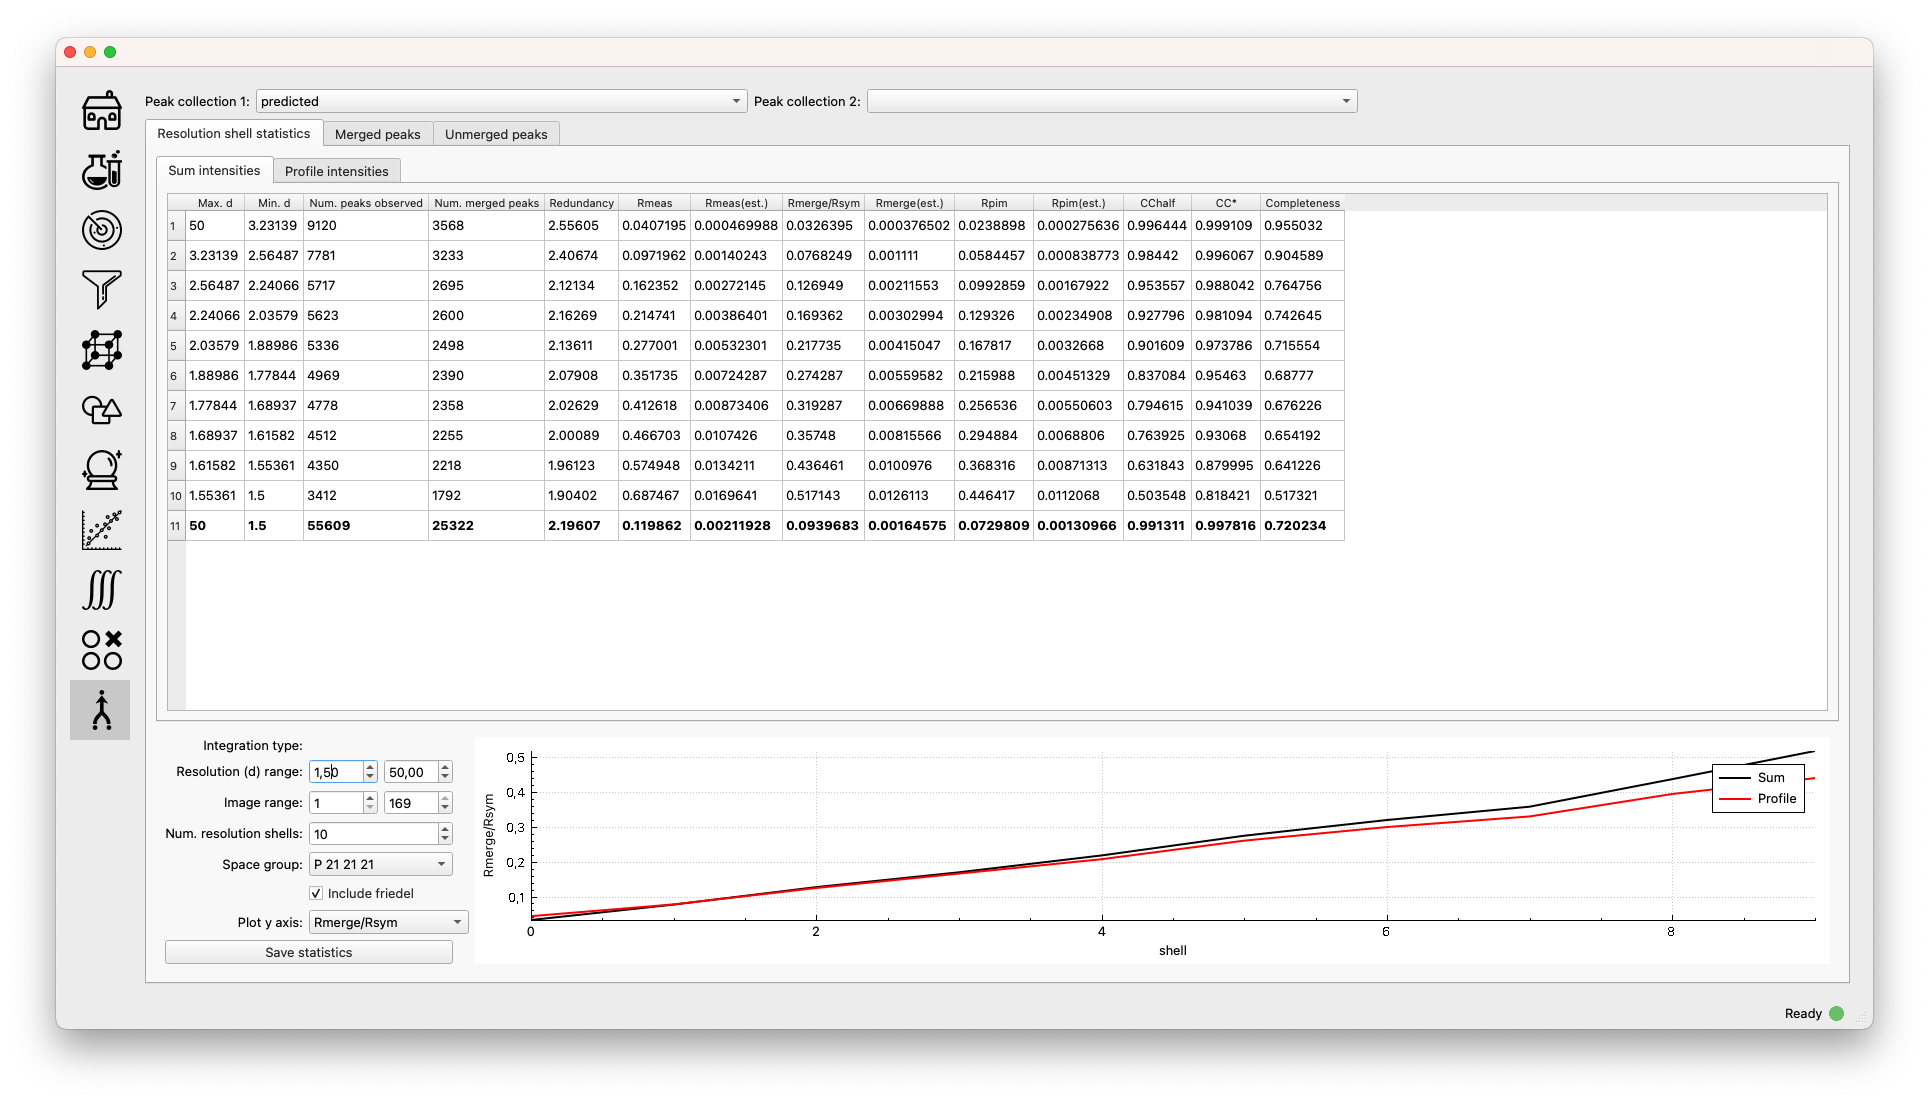 Peak collection 1: predicted Peak collection 2:
Resolution shell statistics Merged peaks Unmerged peaks
Sum intensities Profile intensities
Max. d Min. d Num. peaks observed Num. merged peaks Redundancy Rmeas Rmeas(est.) Rmerge/Rsym Rmerge(est.) Rpim Rpim(est.) CChalf CC* Completeness
1 50 3.23139 9120 3568 2.55605 0.0407195 0.000469988 0.0326395 0.000376502 0.0238898 0.000275636 0.996444 0.999109 0.955032
2 3.23139 2.56487 7781 3233 2.40674 0.0971962 0.00140243 0.0768249 0.001111 0.0584457 0.000838773 0.98442 0.996067 0.904589
3 2.56487 2.24066 5717 2695 2.12134 0.162352 0.00272145 0.126949 0.00211553 0.0992859 0.00167922 0.953557 0.988042 0.764756
4 2.24066 2.03579 5623 2600 2.16269 0.214741 0.00386401 0.169362 0.00302994 0.129326 0.00234908 0.927796 0.981094 0.742645
5 2.03579 1.88986 5336 2498 2.13611 0.277001 0.00532301 0.217735 0.00415047 0.167817 0.0032668 0.901609 0.973786 0.715554
6 1.88986 1.77844 4969 2390 2.07908 0.351735 0.00724287 0.274287 0.00559582 0.215988 0.00451329 0.837084 0.95463 0.68777
7 1.77844 1.68937 4778 2358 2.02629 0.412618 0.00873406 0.319287 0.00669888 0.256536 0.00550603 0.794615 0.941039 0.676226
8 1.68937 1.61582 4512 2255 2.00089 0.466703 0.0107426 0.35748 0.00815566 0.294884 0.0068806 0.763925 0.93068 0.654192
9 1.61582 1.55361 4350 2218 1.96123 0.574948 0.0134211 0.436461 0.0100976 0.368316 0.00871313 0.631843 0.879995 0.641226
10 1.55361 1.5 3412 1792 1.90402 0.687467 0.0169641 0.517143 0.0126113 0.446417 0.0112068 0.503548 0.818421 0.517321
11 50 1.5 55609 25322 2.19607 0.119862 0.00211928 0.0939683 0.00164575 0.0729809 0.00130966 0.991311 0.997816 0.720234
Integration type:
Resolution (d) range: 1,50 50,00
Image range: 1 169
Num. resolution shells: 10
Space group: P 21 21 21
Include friedel
Plot y axis: Rmerge/Rsym
Save statistics
Rmerge/Rsym
0,5
0,4
0,3
0,2
0,1
0 2 4 6 8
shell
Sum
Profile
Ready